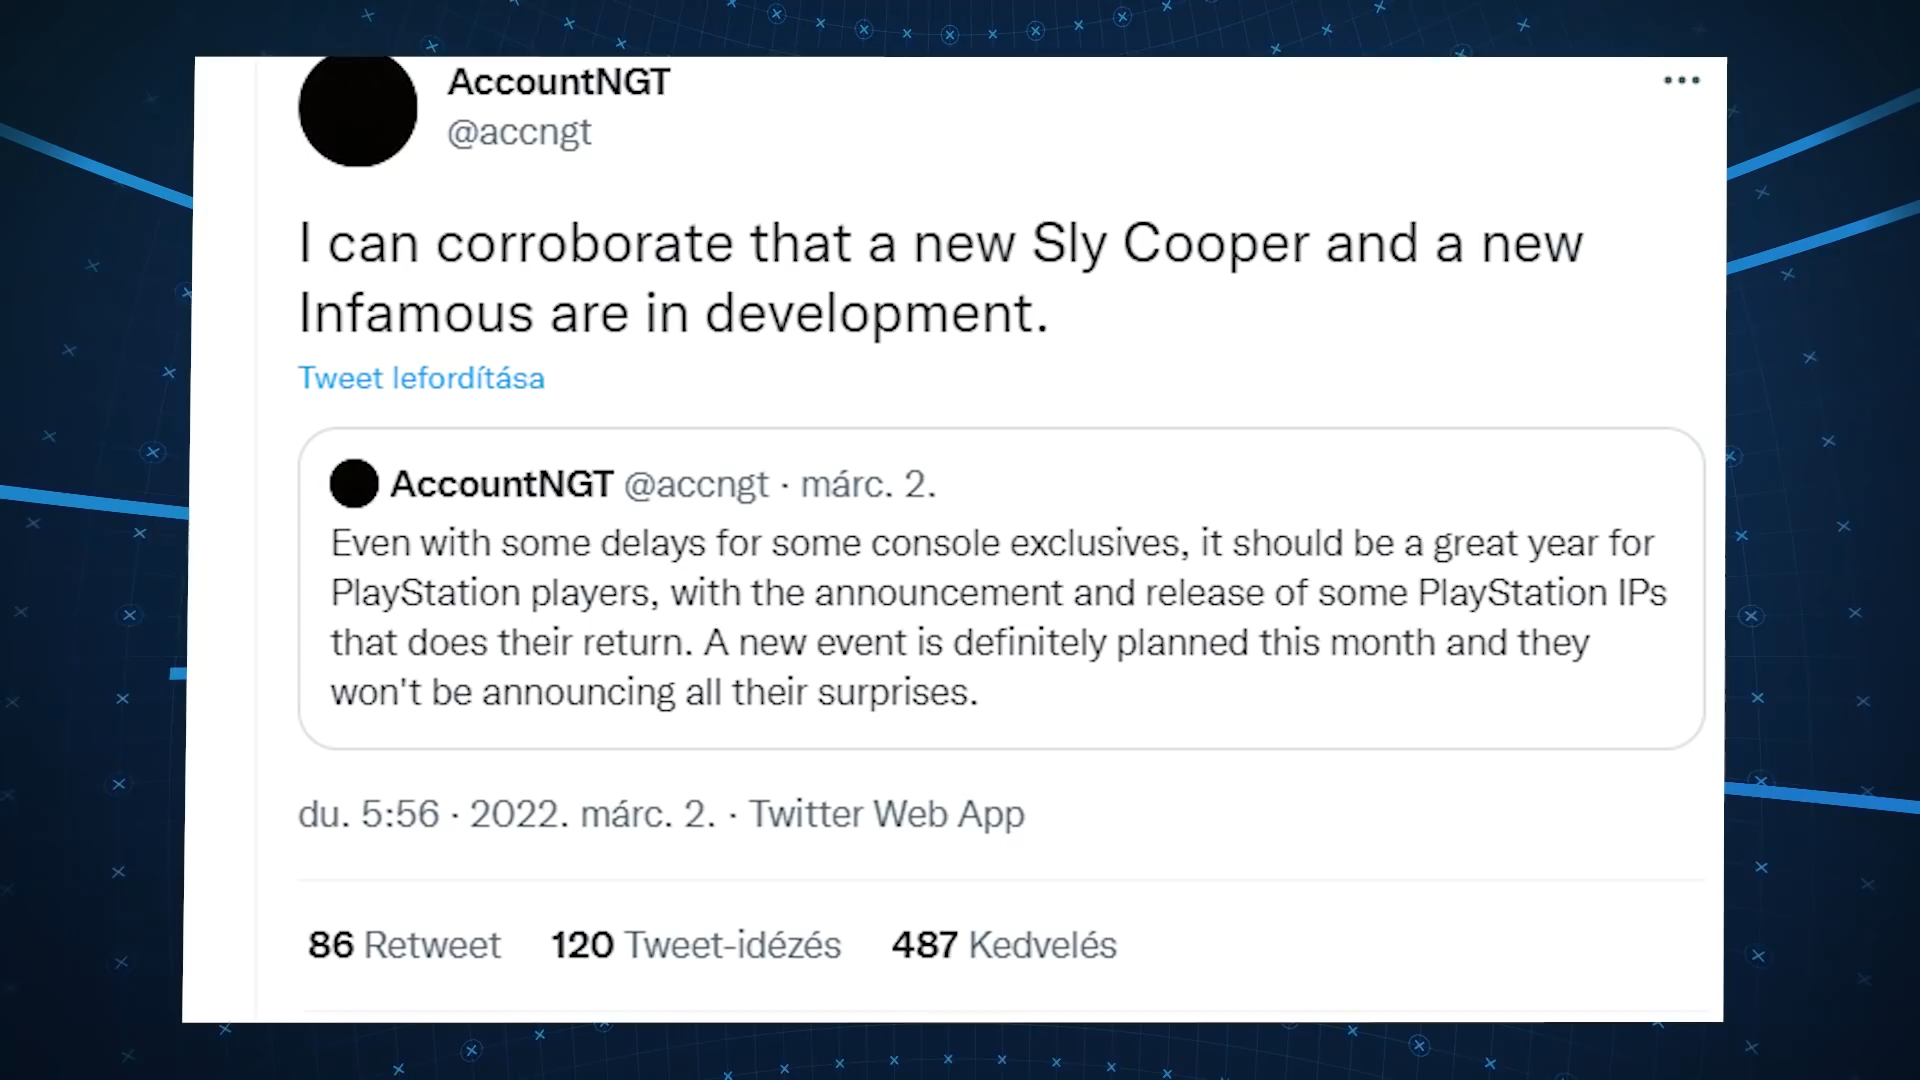 AccountNGT
@accngt
I can corroborate that a new Sly Cooper and a new
Infamous are in development.
Tweet lefordítása
AccountNGT @accngt · márc. 2.
Even with some delays for some console exclusives, it should be a great year for
PlayStation players, with the announcement and release of some PlayStation IPs
that does their return. A new event is definitely planned this month and they
won't be announcing all their surprises.
du. 5:56 · 2022. márc. 2. · Twitter Web App
86 Retweet 120 Tweet-idézés 487 Kedvelés